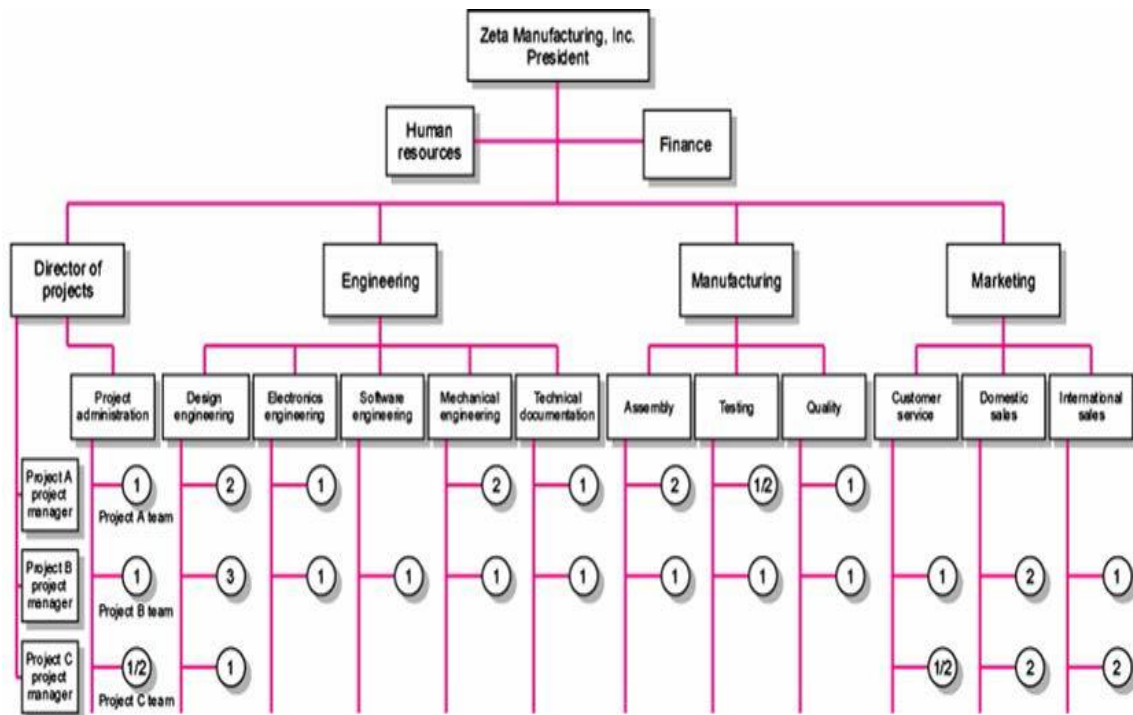 Zeta Manufacturing, Inc.
President
Human
resources
Finance
Director of
projects
Engineering
Manufacturing
Marketing
Project
administration
Design
engineering
Electronics
engineering
Software
engineering
Mechanical
engineering
Technical
documentation
Assembly
Testing
Quality
Customer
service
Domestic
sales
International
sales
Project A
project
manager
1
2
1
2
1
2
1/2
1
Project A team
Project B
project
manager
1
3
1
1
1
1
1
1
1
1
2
1
Project B team
Project C
project
manager
1/2
1
1/2
2
2
Project C team